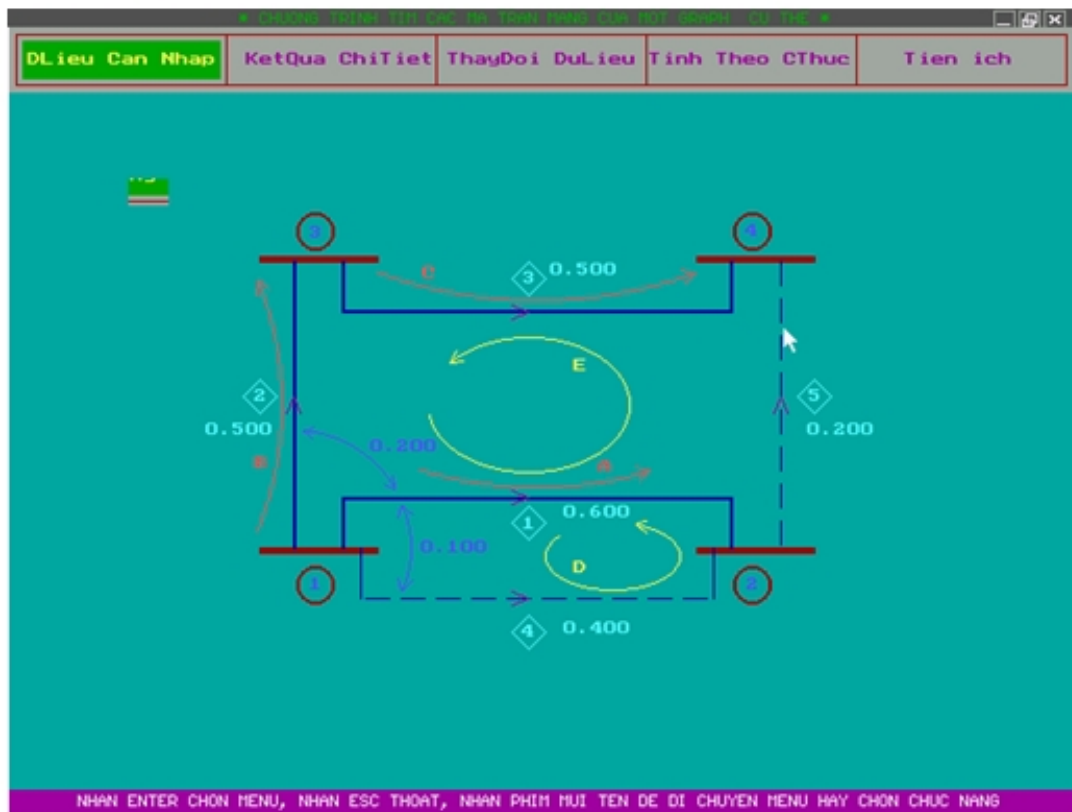 * CHUONG TRINH TIM CAC MA TRAN MANG CUA MOT GRAPH CU THE *
DLieu Can Nhap KetQua ChiTiet ThayDoi DuLieu Tinh Theo CThuc Tien ich
3 4
c 3 0.500
E
2 5
0.500 0.200
0.200
A
1 0.600
0.100
D
1 2
4 0.400
NHAN ENTER CHON MENU, NHAN ESC THOAT, NHAN PHIM MUI TEN DE DI CHUYEN MENU HAY CHON CHUC NANG